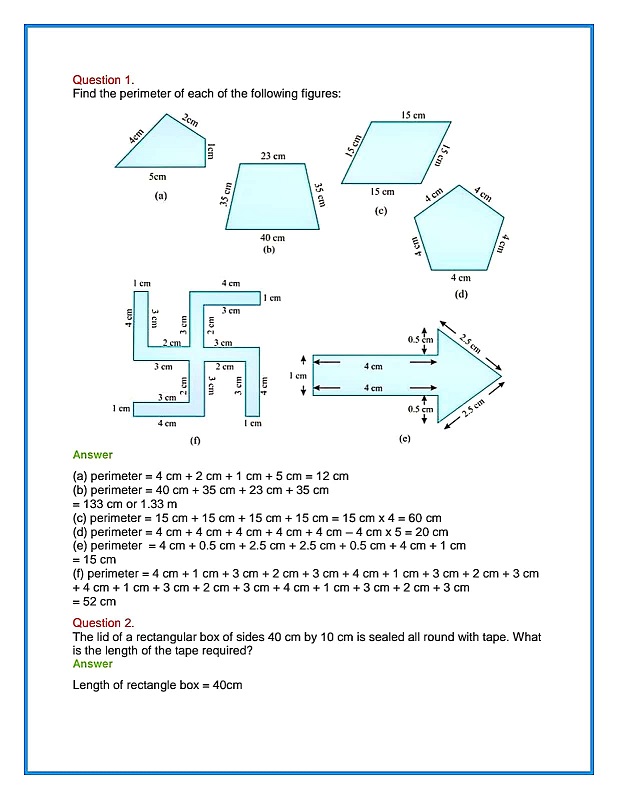 Question 1.
Find the perimeter of each of the following figures:
4cm
2cm
1cm
5cm
(a)
23 cm
35 cm
35 cm
40 cm
(b)
15 cm
15 cm
15 cm
15 cm
(c)
4 cm
4 cm
4 cm
4 cm
4 cm
(d)
1 cm
4 cm
1 cm
4 cm
3 cm
3 cm
3 cm
2 cm
2 cm
3 cm
3 cm
2 cm
3 cm
2 cm
3 cm
3 cm
4 cm
1 cm
4 cm
1 cm
(f)
0.5 cm
2.5 cm
4 cm
1 cm
4 cm
0.5 cm
2.5 cm
(e)
Answer
(a) perimeter = 4 cm + 2 cm + 1 cm + 5 cm = 12 cm
(b) perimeter = 40 cm + 35 cm + 23 cm + 35 cm
= 133 cm or 1.33 m
(c) perimeter = 15 cm + 15 cm + 15 cm + 15 cm = 15 cm x 4 = 60 cm
(d) perimeter = 4 cm + 4 cm + 4 cm + 4 cm + 4 cm – 4 cm x 5 = 20 cm
(e) perimeter = 4 cm + 0.5 cm + 2.5 cm + 2.5 cm + 0.5 cm + 4 cm + 1 cm
= 15 cm
(f) perimeter = 4 cm + 1 cm + 3 cm + 2 cm + 3 cm + 4 cm + 1 cm + 3 cm + 2 cm + 3 cm
+ 4 cm + 1 cm + 3 cm + 2 cm + 3 cm + 4 cm + 1 cm + 3 cm + 2 cm + 3 cm
= 52 cm
Question 2.
The lid of a rectangular box of sides 40 cm by 10 cm is sealed all round with tape. What
is the length of the tape required?
Answer
Length of rectangle box = 40cm